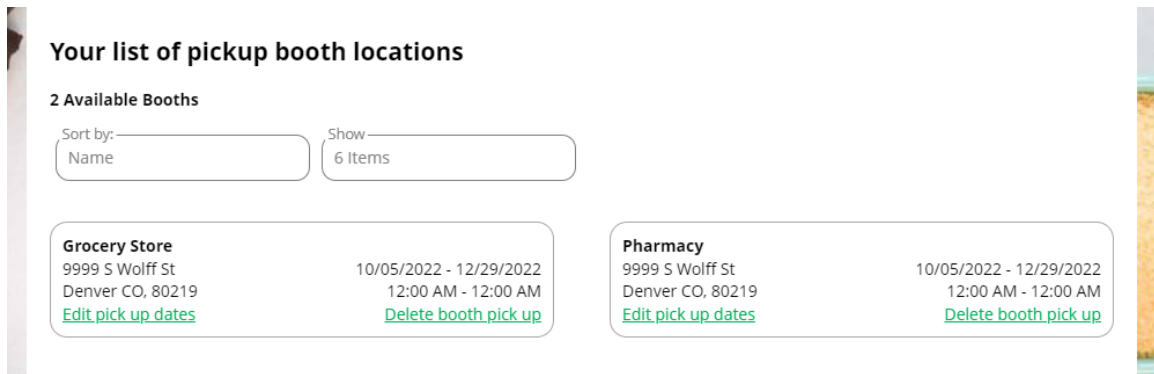 Your list of pickup booth locations
2 Available Booths
Sort by:
Name
Show
6 Items
Grocery Store
9999 S Wolff St
10/05/2022 - 12/29/2022
Denver CO, 80219
12:00 AM - 12:00 AM
Edit pick up dates
Delete booth pick up
Pharmacy
9999 S Wolff St
10/05/2022 - 12/29/2022
Denver CO, 80219
12:00 AM - 12:00 AM
Edit pick up dates
Delete booth pick up